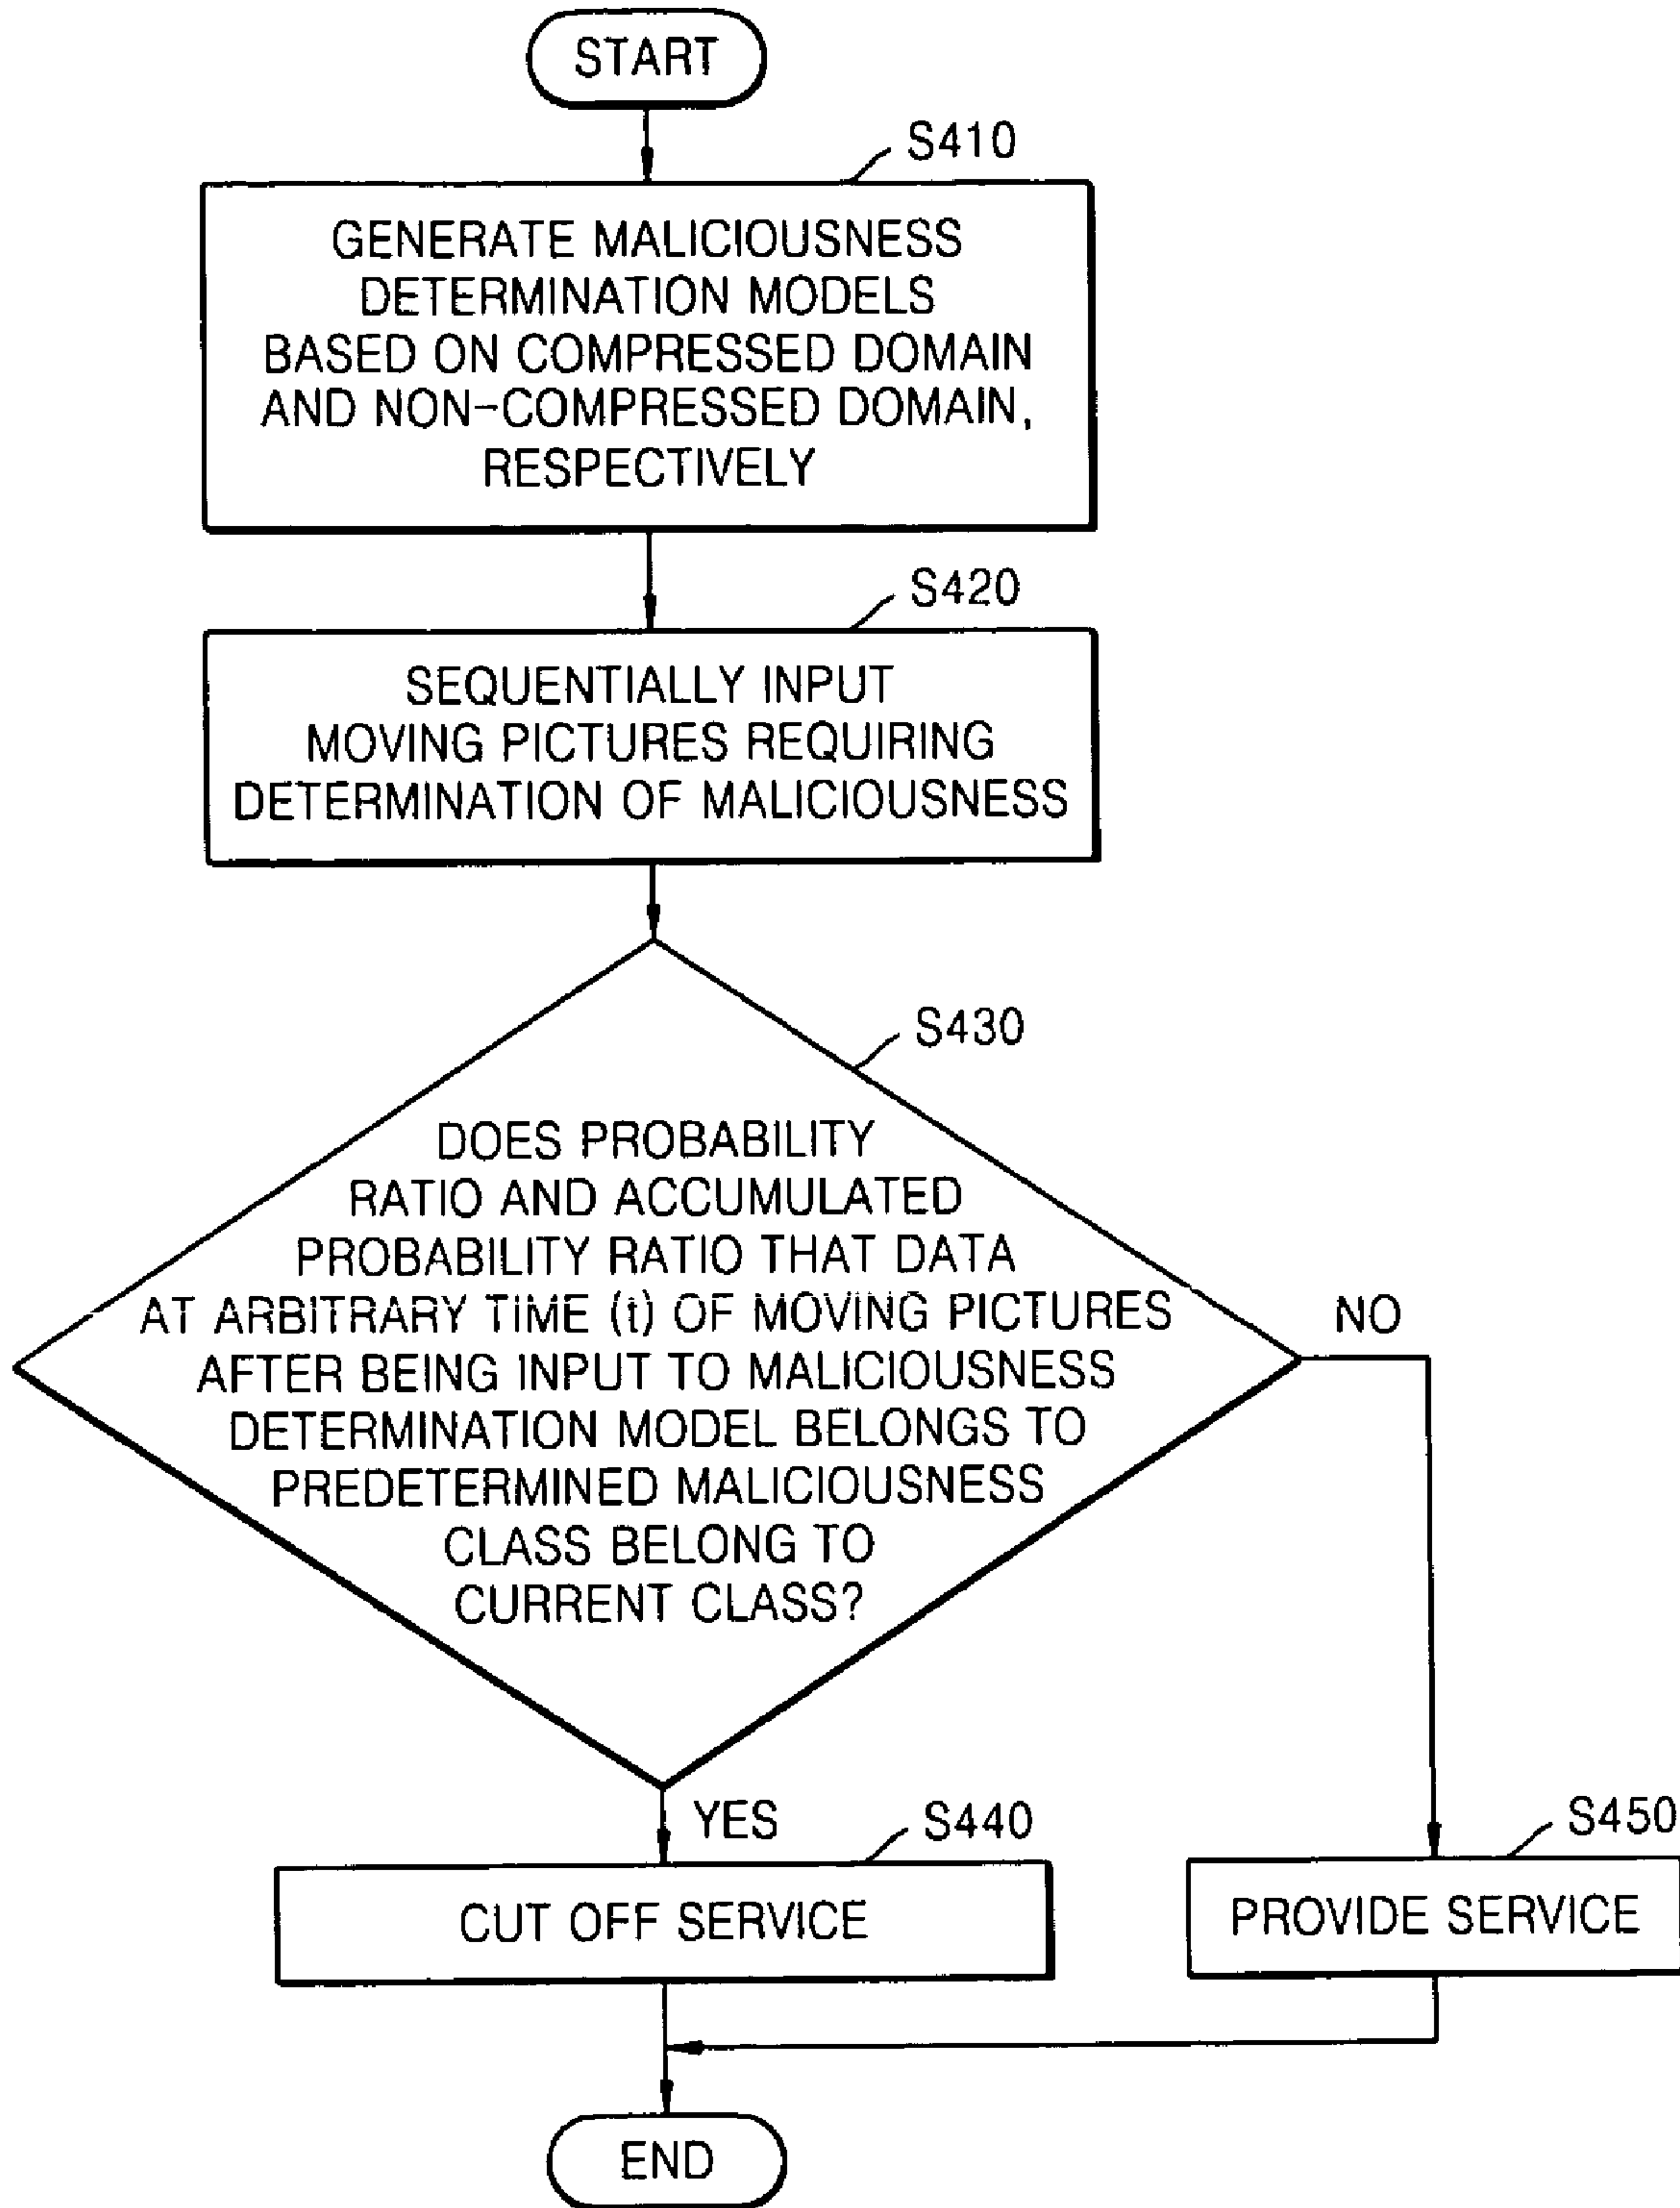 START
S410
GENERATE MALICIOUSNESS
DETERMINATION MODELS
BASED ON COMPRESSED DOMAIN
AND NON-COMPRESSED DOMAIN,
RESPECTIVELY
S420
SEQUENTIALLY INPUT
MOVING PICTURES REQUIRING
DETERMINATION OF MALICIOUSNESS
S430
DOES PROBABILITY
RATIO AND ACCUMULATED
PROBABILITY RATIO THAT DATA
AT ARBITRARY TIME (t) OF MOVING PICTURES
AFTER BEING INPUT TO MALICIOUSNESS
DETERMINATION MODEL BELONGS TO
PREDETERMINED MALICIOUSNESS
CLASS BELONG TO
CURRENT CLASS?
NO
YES
S440
CUT OFF SERVICE
S450
PROVIDE SERVICE
END